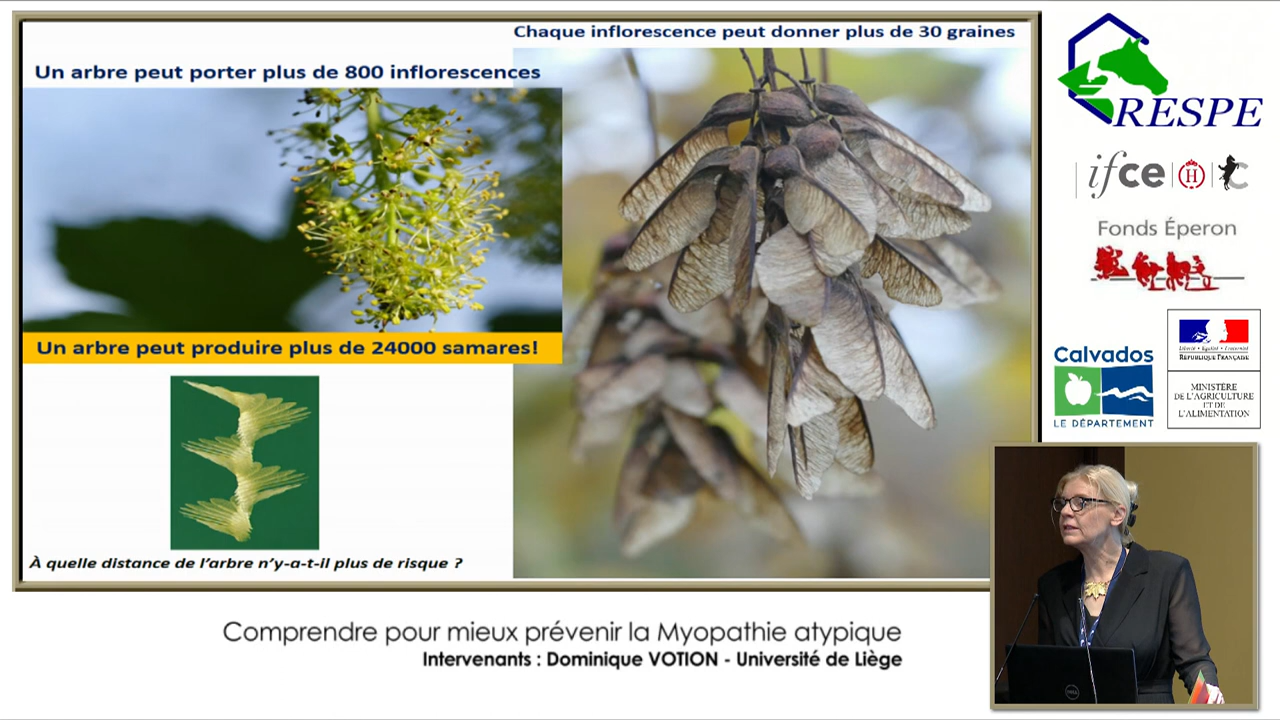 Chaque inflorescence peut donner plus de 30 graines
Un arbre peut porter plus de 800 inflorescences
Un arbre peut produire plus de 24000 samares!
À quelle distance de l’arbre n’y-a-t-il plus de risque ?
RESPE
ifce
H
C
Fonds Éperon
Calvados
LE DÉPARTEMENT
Liberté • Égalité • Fraternité
RÉPUBLIQUE FRANÇAISE
MINISTÈRE
DE L'AGRICULTURE
ET DE
L'ALIMENTATION
DELL
Comprendre pour mieux prévenir la Myopathie atypique
Intervenants : Dominique VOTION - Université de Liège